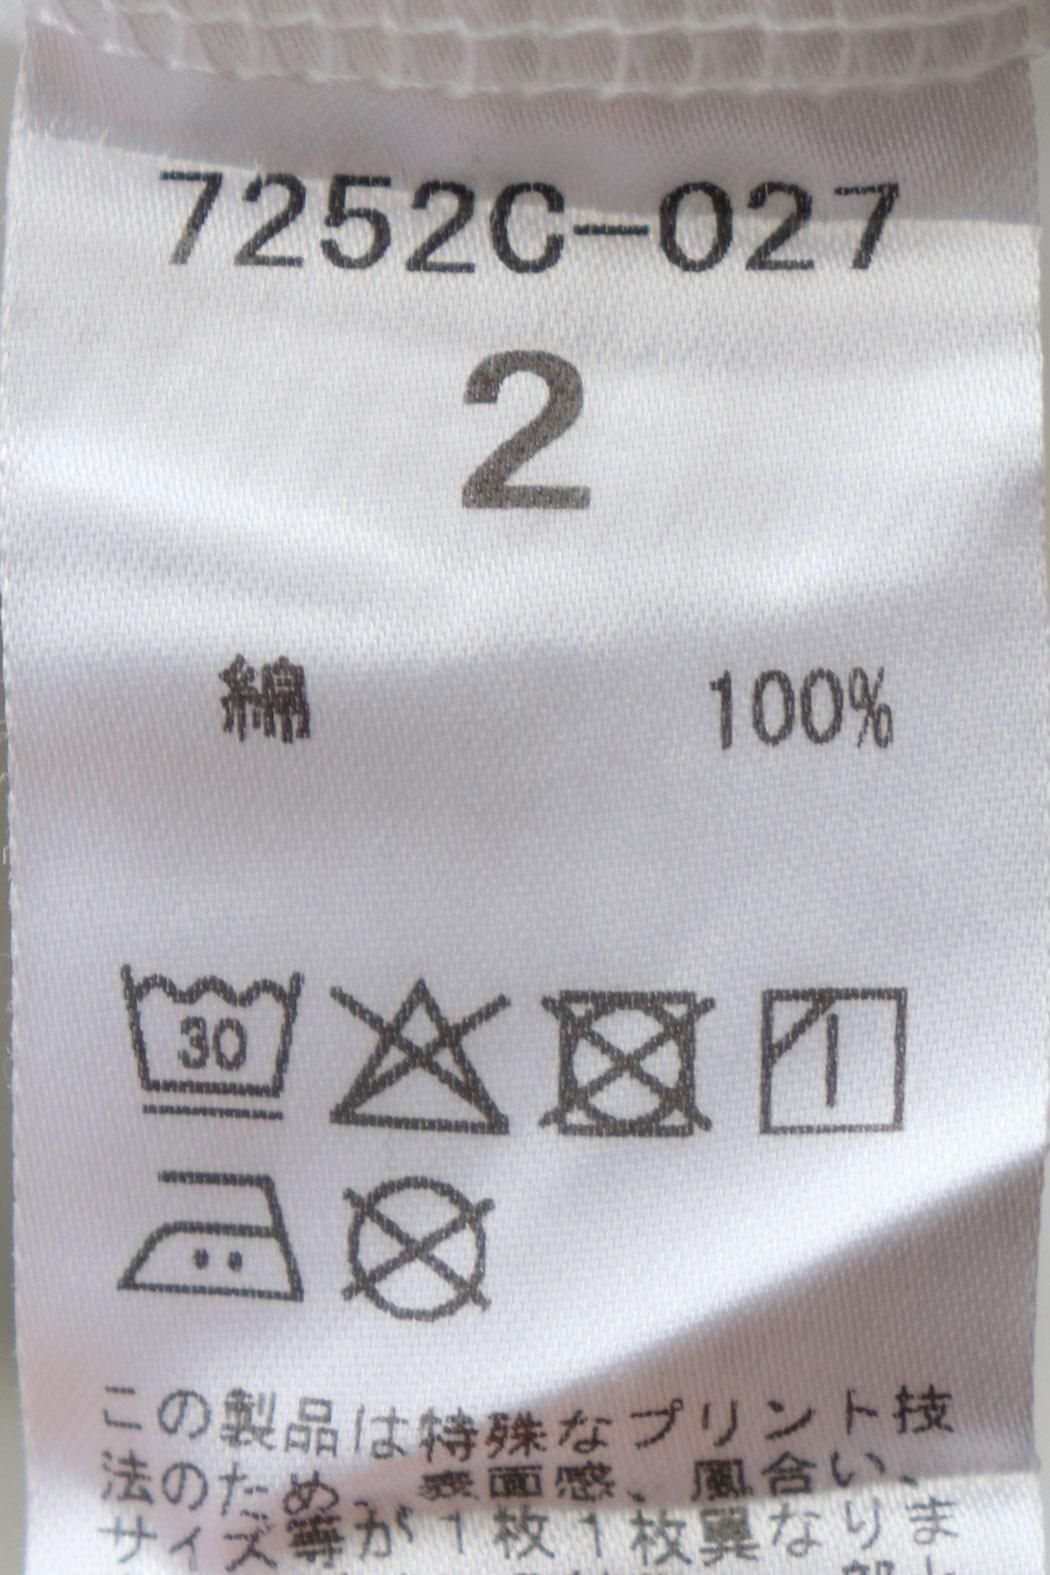 7252C-027
2
綿 100%
30
この製品は特殊なプリント技
法のため、表面感、風合い、
サイズ等が1枚1枚異なりま